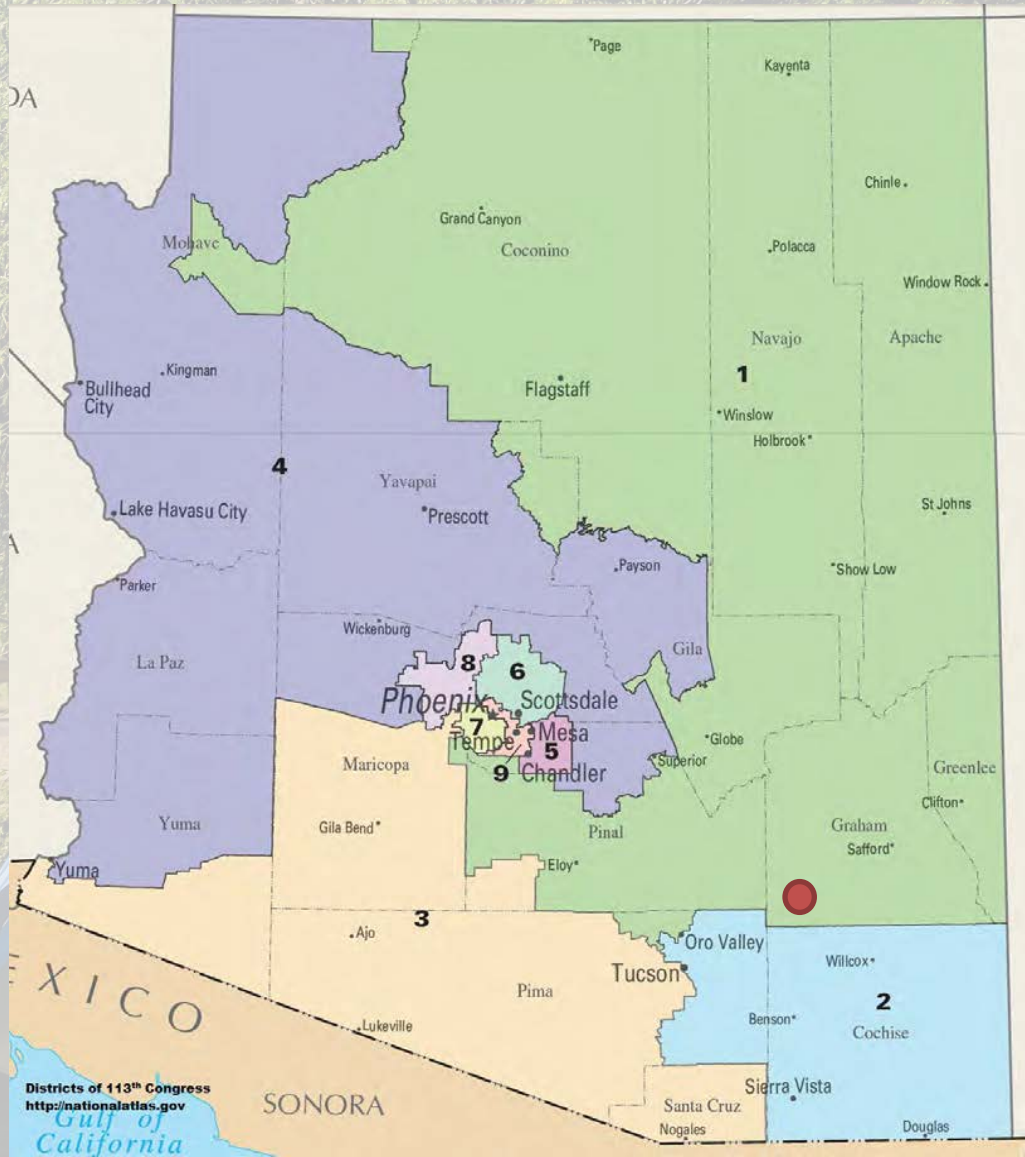 Page
Kayenta
DA
Chinle
Grand Canyon
Mohave
Coconino
Polacca
Window Rock
Navajo
Apache
Kingman
1
Bullhead
City
Flagstaff
Winslow
Holbrook
4
Yavapai
Lake Havasu City
Prescott
St Johns
A
Payson
Show Low
Parker
Wickenburg
La Paz
Gila
8
6
Phoenix
Scottsdale
7
Tempe
Mesa
5
Globe
Maricopa
Superior
Greenlee
9
Chandler
Clifton
Yuma
Gila Bend
Pinal
Graham
Safford
Yuma
Eloy
3
Ajo
Oro Valley
Willcox
Tucson
EXICO
Pima
2
Benson
Cochise
Lukeville
Districts of 113th Congress
http://nationalatlas.gov
Sierra Vista
SONORA
Santa Cruz
Gulf of
California
Nogales
Douglas